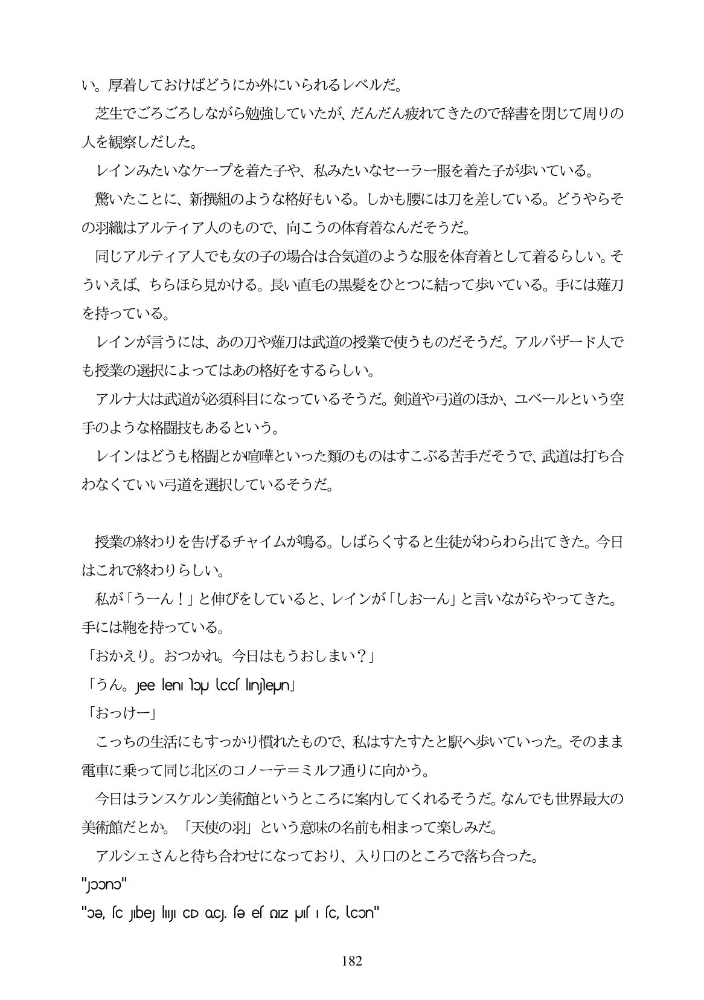 い。厚着しておけばどうにか外にいられるレベルだ。
芝生でごろごろしながら勉強していたが、だんだん疲れてきたので辞書を閉じて周りの
人を観察しだした。
レインみたいなケープを着た子や、私みたいなセーラー服を着た子が歩いている。
驚いたことに、新撰組のような格好もいる。しかも腰には刀を差している。どうやらそ
の羽織はアルティア人のもので、向こうの体育着なんだそうだ。
同じアルティア人でも女の子の場合は合気道のような服を体育着として着るらしい。そ
ういえば、ちらほら見かける。長い直毛の黒髪をひとつに結って歩いている。手には薙刀
を持っている。
レインが言うには、あの刀や薙刀は武道の授業で使うものだそうだ。アルバザード人で
も授業の選択によってはあの格好をするらしい。
アルナ大は武道が必須科目になっているそうだ。剣道や弓道のほか、ユベールという空
手のような格闘技もあるという。
レインはどうも格闘とか喧嘩といった類のものはすこぶる苦手だそうで、武道は打ち合
わなくていい弓道を選択しているそうだ。
授業の終わりを告げるチャイムが鳴る。しばらくすると生徒がわらわら出てきた。今日
はこれで終わりらしい。
私が「うーん！」と伸びをしていると、レインが「しおーん」と言いながらやってきた。
手には鞄を持っている。
「おかえり。おつかれ。今日はもうおしまい？」
「うん。
「おっけー」
こっちの生活にもすっかり慣れたもので、私はすたすたと駅へ歩いていった。そのまま
電車に乗って同じ北区のコノーテ＝ミルフ通りに向かう。
今日はランスケルン美術館というところに案内してくれるそうだ。なんでも世界最大の
美術館だとか。「天使の羽」という意味の名前も相まって楽しみだ。
アルシェさんと待ち合わせになっており、入り口のところで落ち合った。
182